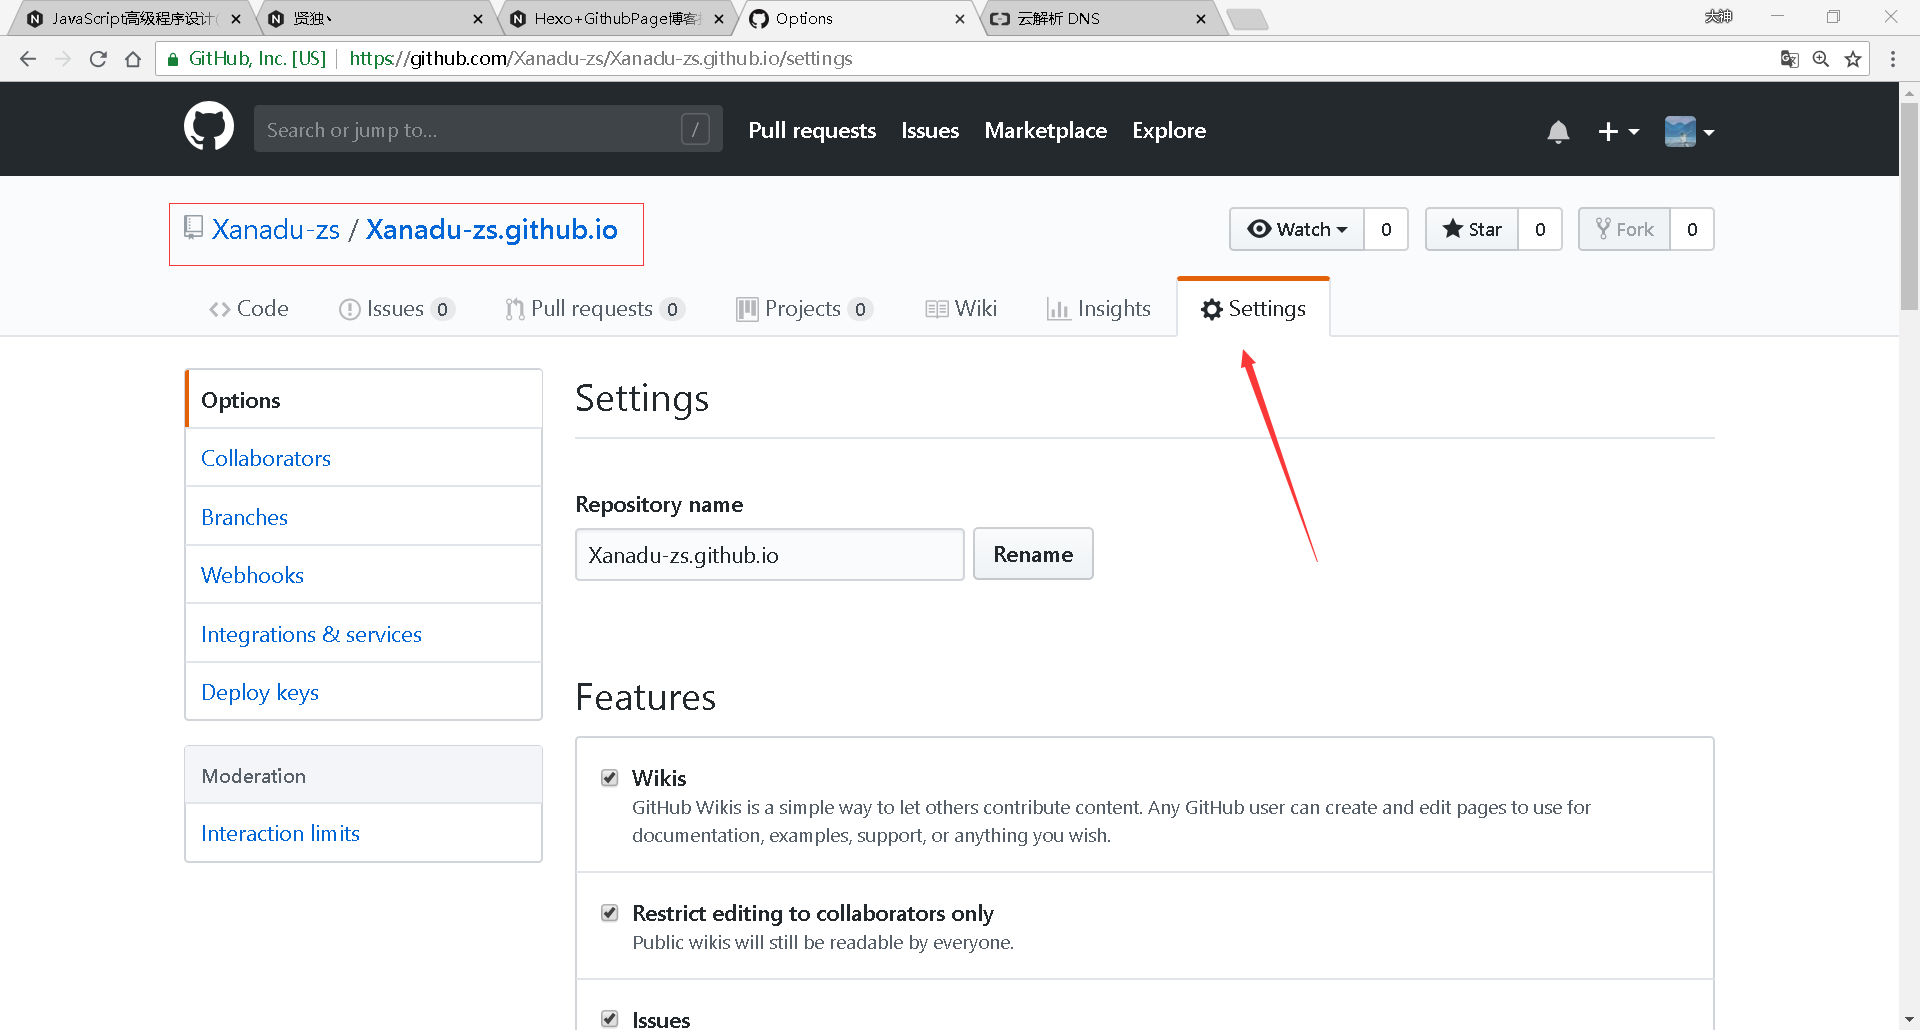 JavaScript高级程序设计
贤独丶
Hexo+GithubPage博客
Options
云解析 DNS
大神
GitHub, Inc. [US]
https://github.com/Xanadu-zs/Xanadu-zs.github.io/settings
Search or jump to...
/
Pull requests
Issues
Marketplace
Explore
Xanadu-zs / Xanadu-zs.github.io
Watch 0
Star 0
Fork 0
Code
Issues 0
Pull requests 0
Projects 0
Wiki
Insights
Settings
Options
Collaborators
Branches
Webhooks
Integrations & services
Deploy keys
Moderation
Interaction limits
Settings
Repository name
Xanadu-zs.github.io
Rename
Features
Wikis
GitHub Wikis is a simple way to let others contribute content. Any GitHub user can create and edit pages to use for
documentation, examples, support, or anything you wish.
Restrict editing to collaborators only
Public wikis will still be readable by everyone.
Issues